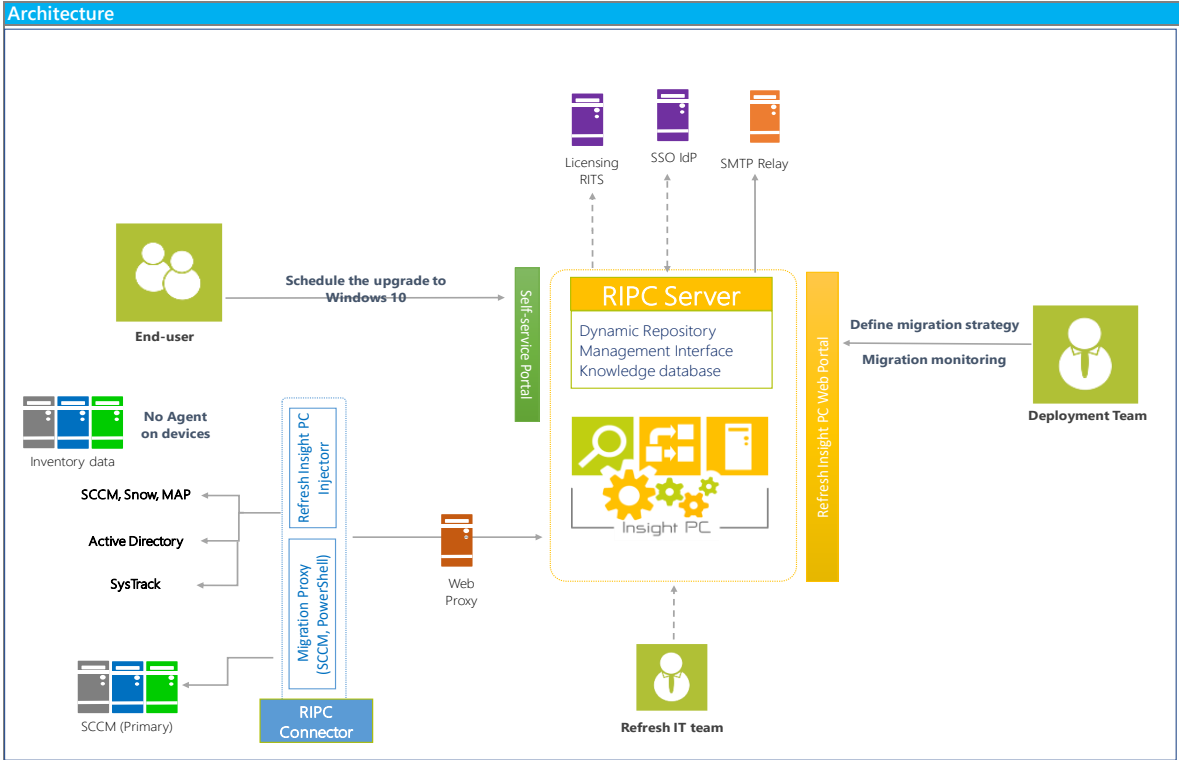 Architecture
Licensing
RITS
SSO IdP
SMTP Relay
Schedule the upgrade to
Windows 10
End-user
Self-service Portal
RIPC Server
Dynamic Repository
Management Interface
Knowledge database
Insight PC
Refresh Insight PC Web Portal
Define migration strategy
Migration monitoring
Deployment Team
No Agent
on devices
Inventory data
SCCM, Snow, MAP
Active Directory
SysTrack
Refresh Insight PC
Injectorr
Migration Proxy
(SCCM, PowerShell)
Web
Proxy
SCCM (Primary)
RIPC
Connector
Refresh IT team